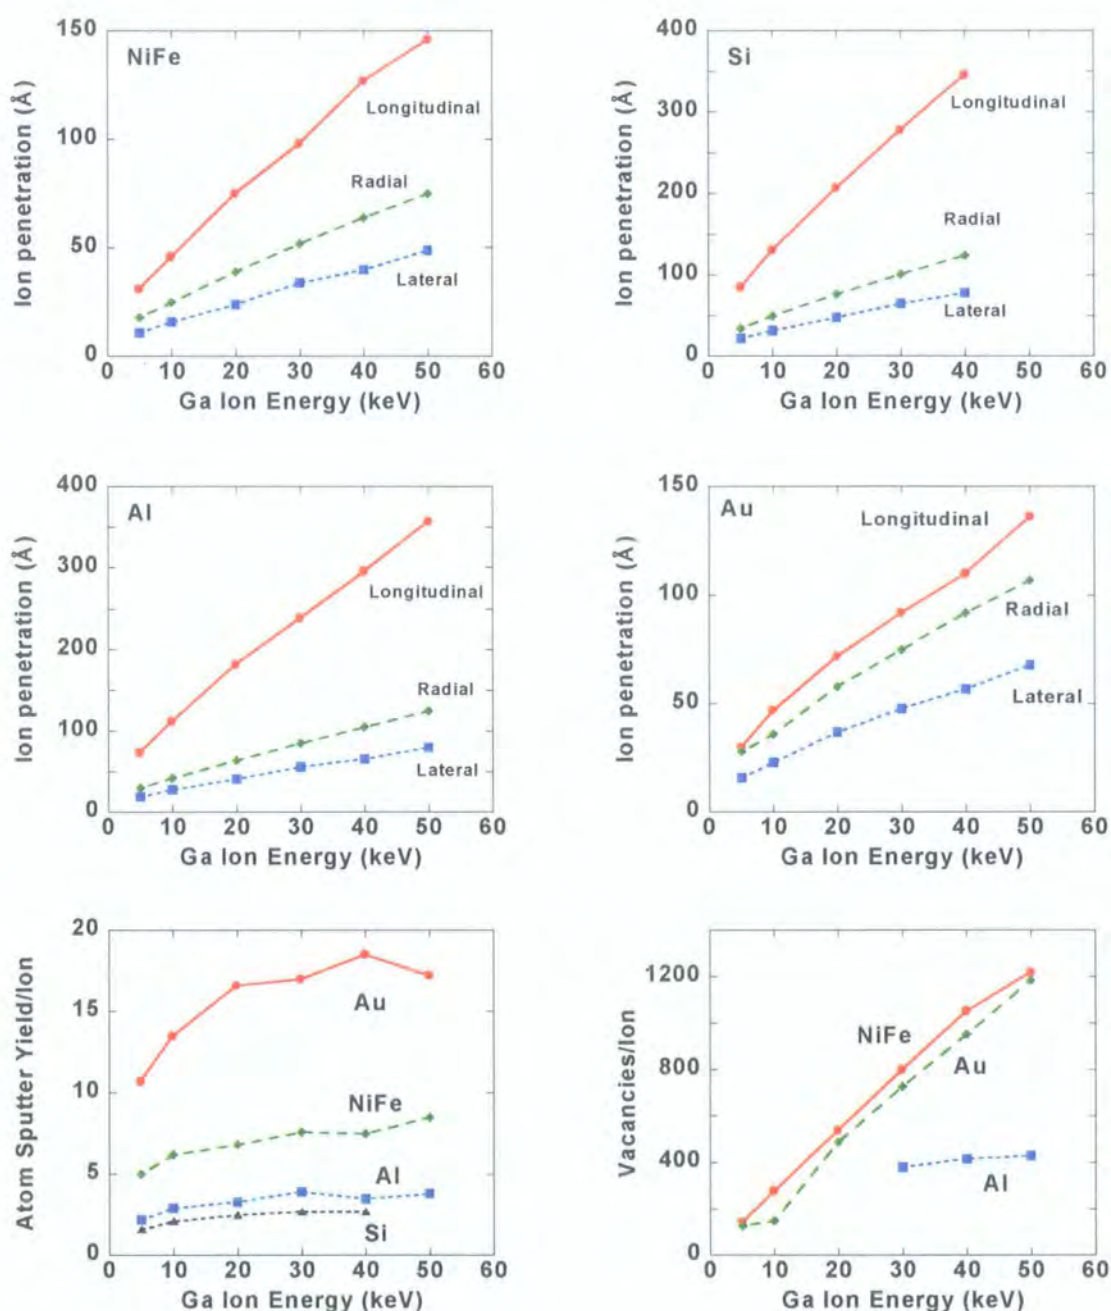 NiFe
Ion penetration (Å)
150
100
50
0
Longitudinal
Radial
Lateral
0 10 20 30 40 50 60
Ga Ion Energy (keV)
Si
Ion penetration (Å)
400
300
200
100
0
Longitudinal
Radial
Lateral
0 10 20 30 40 50 60
Ga Ion Energy (keV)
Al
Ion penetration (Å)
400
300
200
100
0
Longitudinal
Radial
Lateral
0 10 20 30 40 50 60
Ga Ion Energy (keV)
Au
Ion penetration (Å)
150
100
50
0
Longitudinal
Radial
Lateral
0 10 20 30 40 50 60
Ga Ion Energy (keV)
Atom Sputter Yield/Ion
20
15
10
5
0
Au
NiFe
Al
Si
0 10 20 30 40 50 60
Ga Ion Energy (keV)
Vacancies/Ion
1200
800
400
0
NiFe
Au
Al
0 10 20 30 40 50 60
Ga Ion Energy (keV)